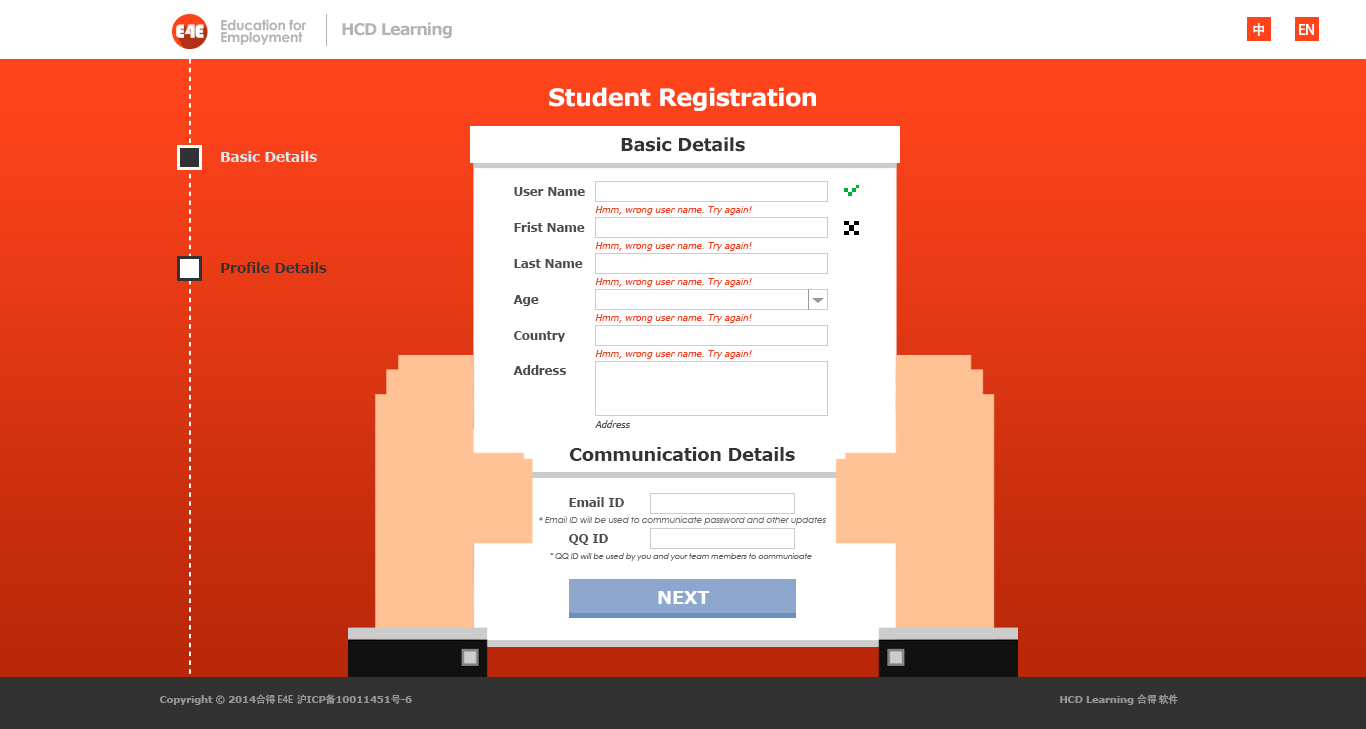 E4E
Education for
Employment
HCD Learning
中
EN
Student Registration
Basic Details
Basic Details
User Name
Hmm, wrong user name. Try again!
Frist Name
Hmm, wrong user name. Try again!
Profile Details
Last Name
Hmm, wrong user name. Try again!
Age
Hmm, wrong user name. Try again!
Country
Hmm, wrong user name. Try again!
Address
Address
Communication Details
Email ID
* Email ID will be used to communicate password and other updates
QQ ID
* QQ ID will be used by you and your team members to communicate
NEXT
Copyright © 2014合得 E4E 沪ICP备10011451号-6
HCD Learning 合得 软件